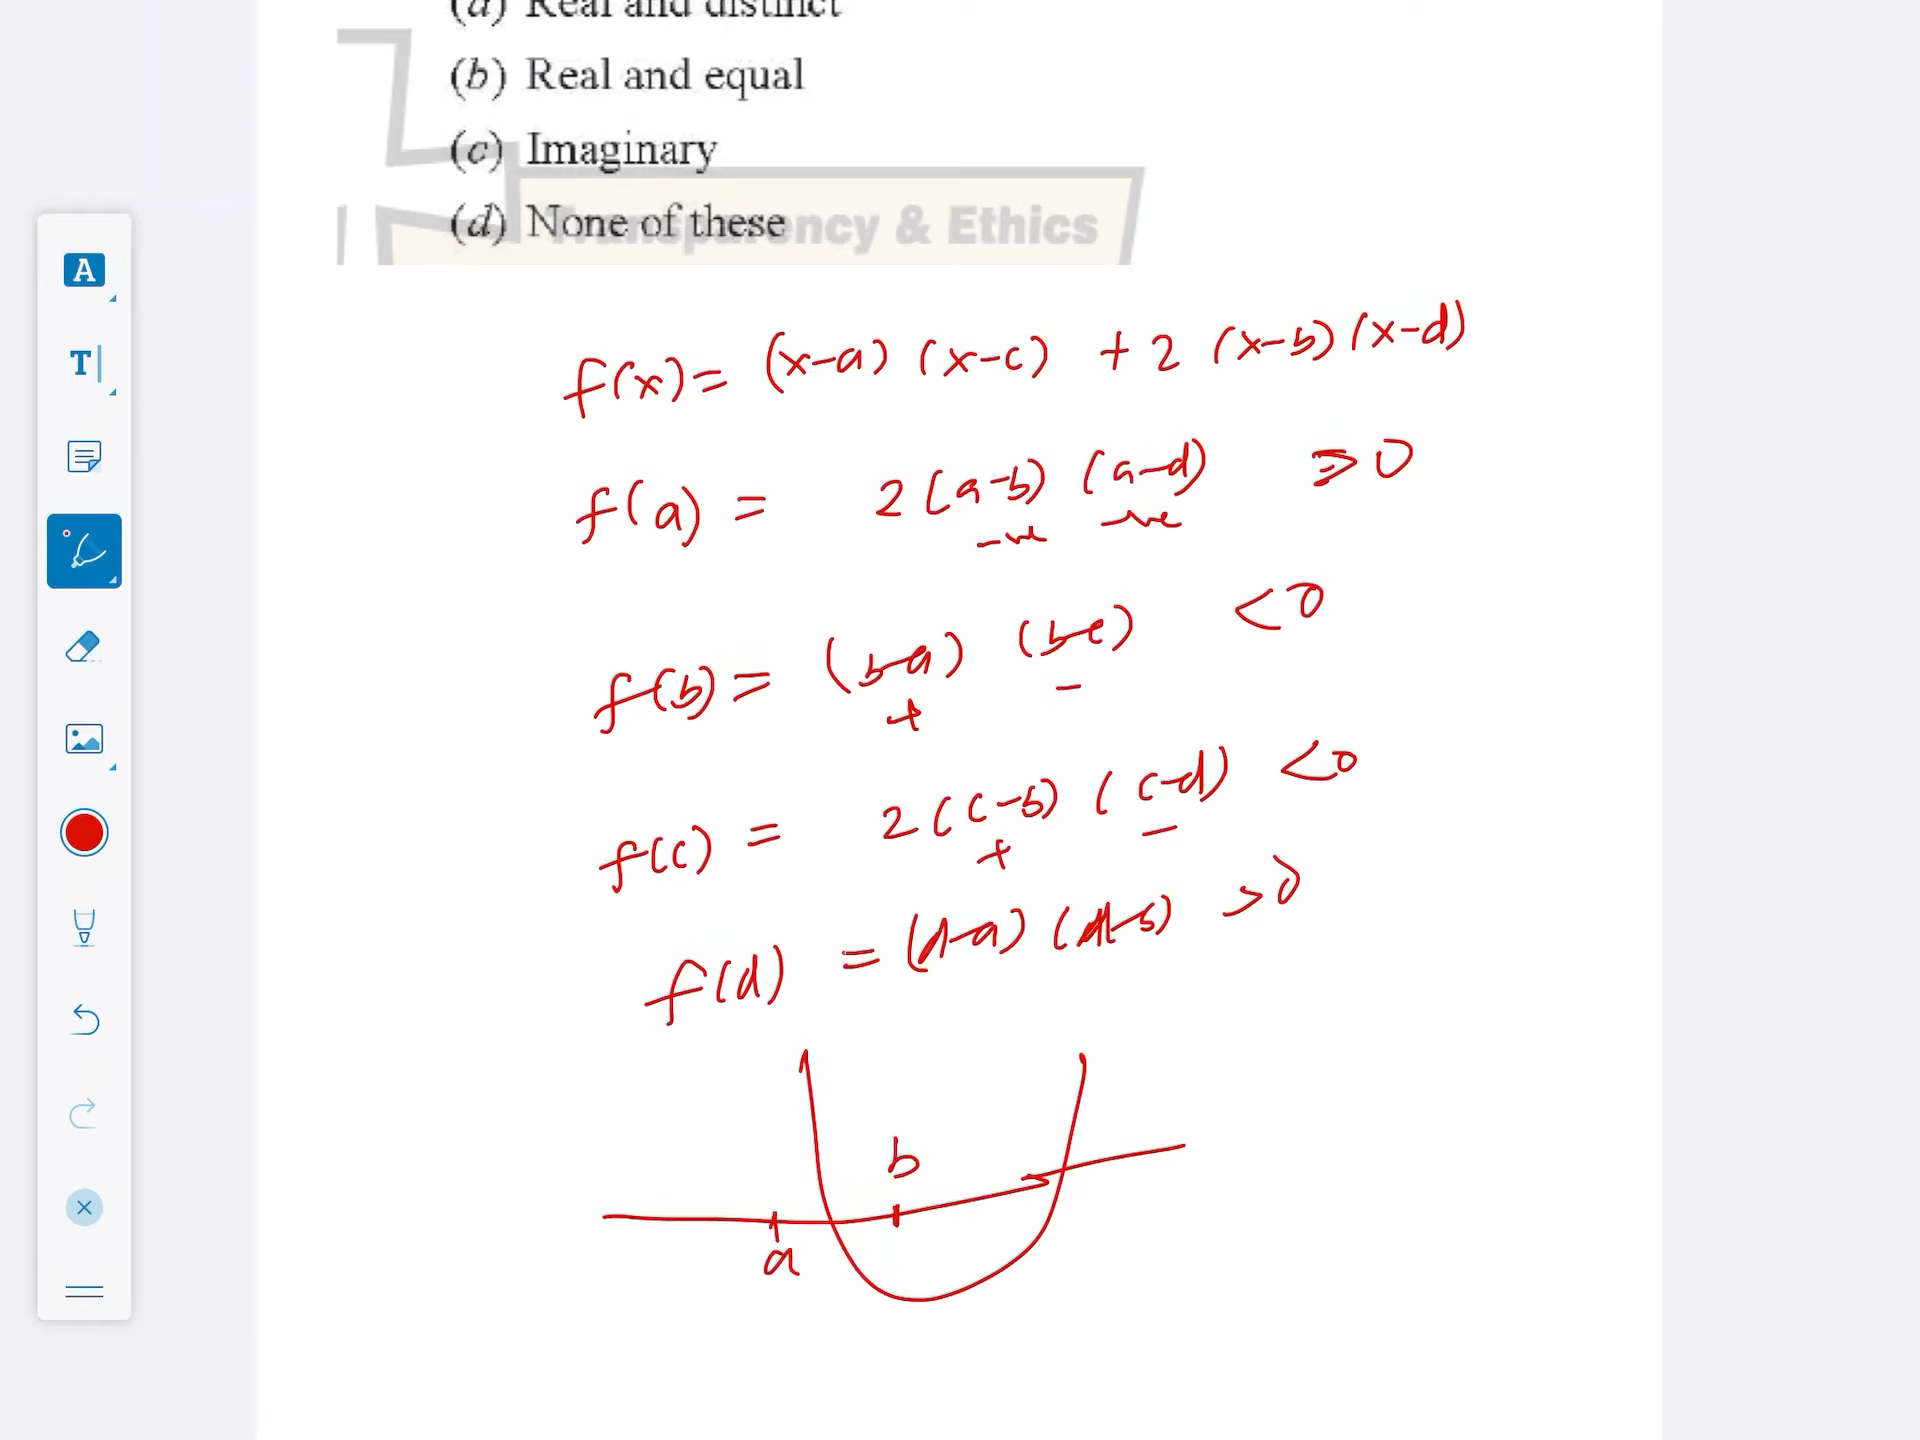 (a) Real and distinct
(b) Real and equal
(c) Imaginary
(d) None of these
Transparency & Ethics
f(x)= (x-a) (x-c) + 2 (x-b) (x-d)
f(a) = 2(a-b) (a-d) >0
-ve -ve
f(b)= (b-a) (b-c) <0
+ -
f(c) = 2(c-b) (c-d) <0
+ -
f(d) = (d-a) (d-b) >0
b
a
A
T